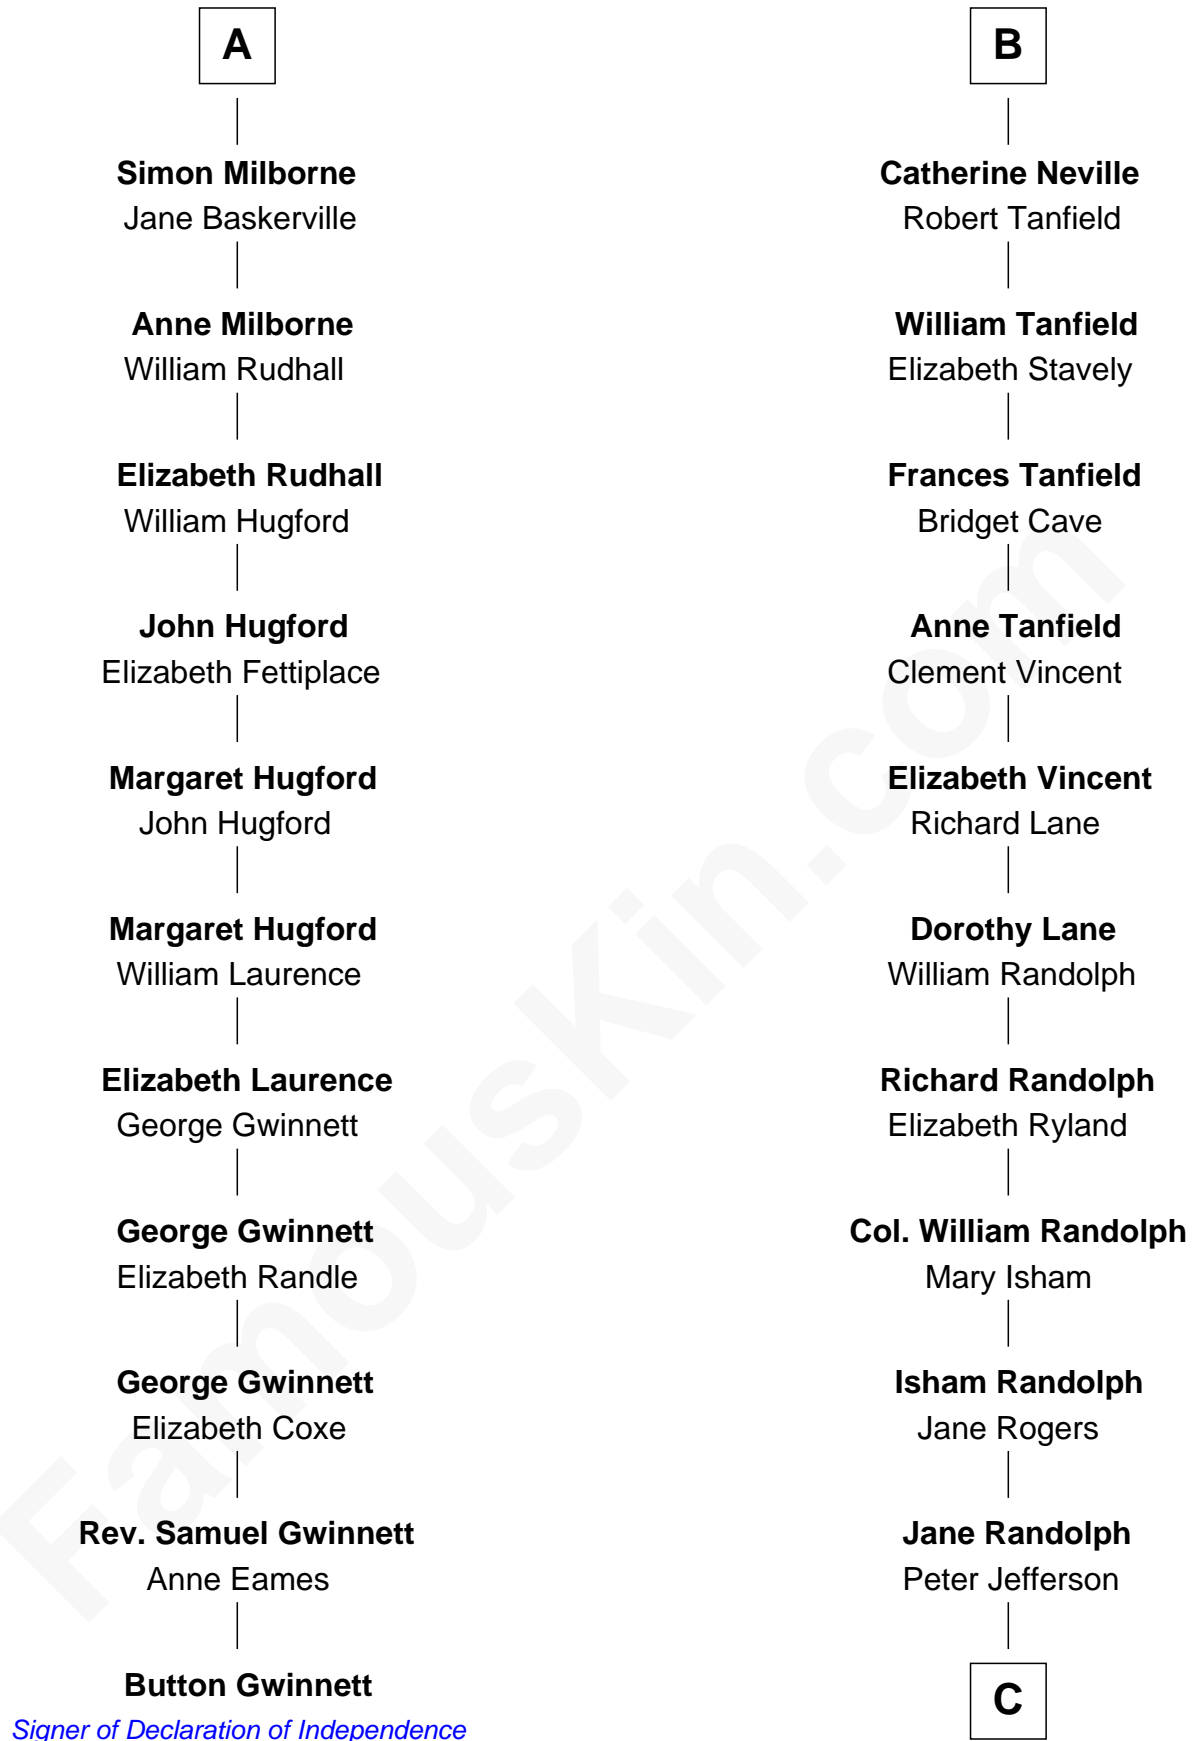 A
Simon Milborne
Jane Baskerville
Anne Milborne
William Rudhall
Elizabeth Rudhall
William Hugford
John Hugford
Elizabeth Fettiplace
Margaret Hugford
John Hugford
Margaret Hugford
William Laurence
Elizabeth Laurence
George Gwinnett
George Gwinnett
Elizabeth Randle
George Gwinnett
Elizabeth Coxe
Rev. Samuel Gwinnett
Anne Eames
Button Gwinnett
Signer of Declaration of Independence
B
Catherine Neville
Robert Tanfield
William Tanfield
Elizabeth Stavely
Frances Tanfield
Bridget Cave
Anne Tanfield
Clement Vincent
Elizabeth Vincent
Richard Lane
Dorothy Lane
William Randolph
Richard Randolph
Elizabeth Ryland
Col. William Randolph
Mary Isham
Isham Randolph
Jane Rogers
Jane Randolph
Peter Jefferson
C
FamousKin.com